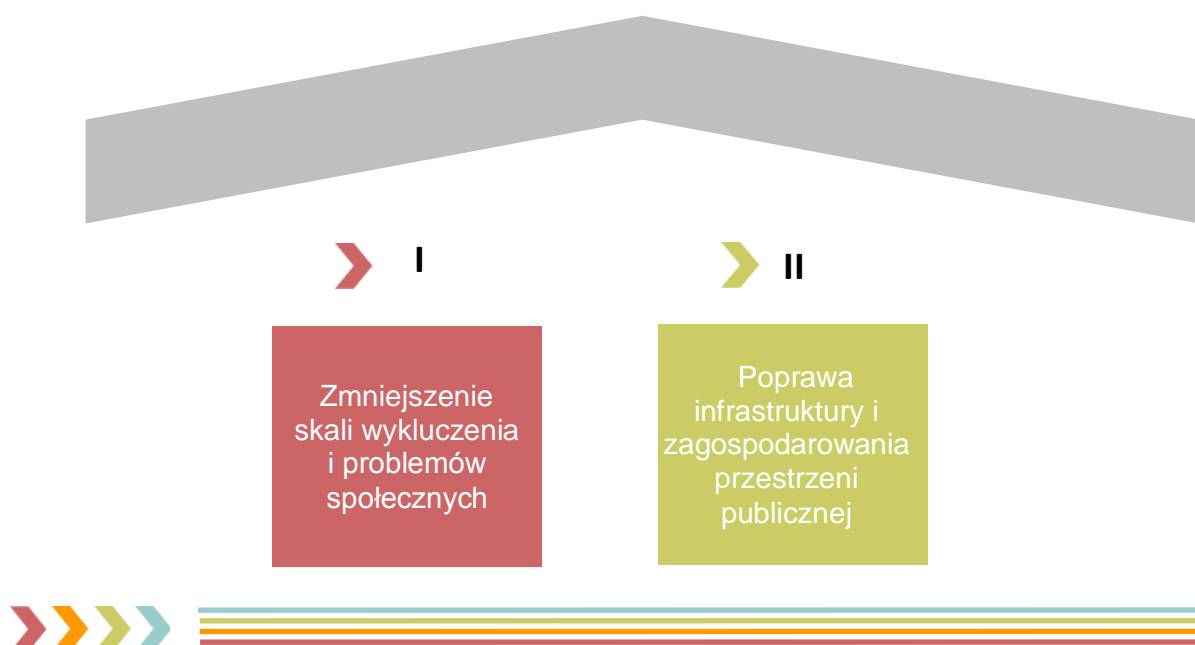 I
II
Zmniejszenie
skali wykluczenia
i problemów
społecznych
Poprawa
infrastruktury i
zagospodarowania
przestrzeni
publicznej